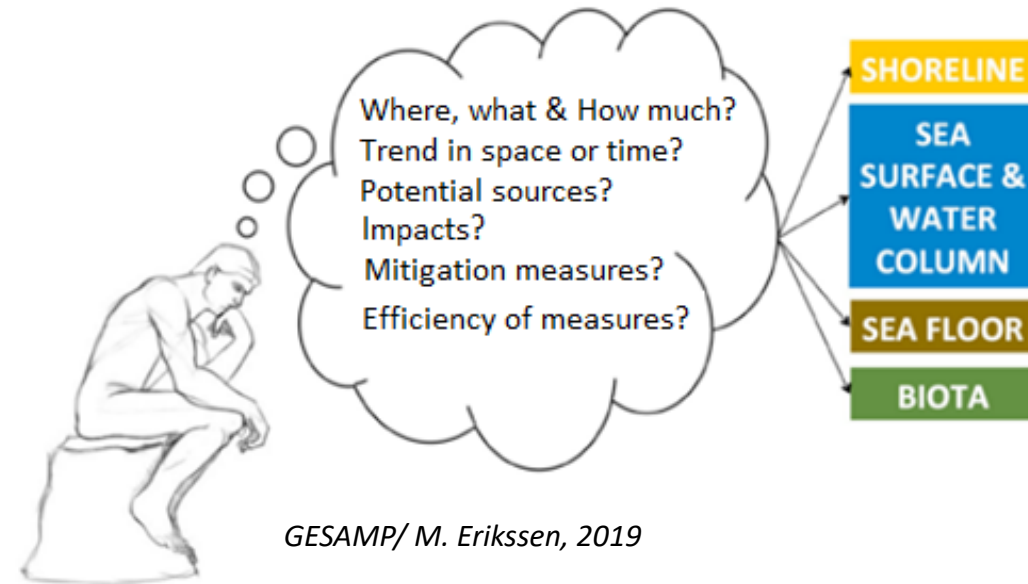 Where, what & How much?
Trend in space or time?
Potential sources?
Impacts?
Mitigation measures?
Efficiency of measures?
SHORELINE
SEA
SURFACE &
WATER
COLUMN
SEA FLOOR
BIOTA
GESAMP/ M. Erikssen, 2019